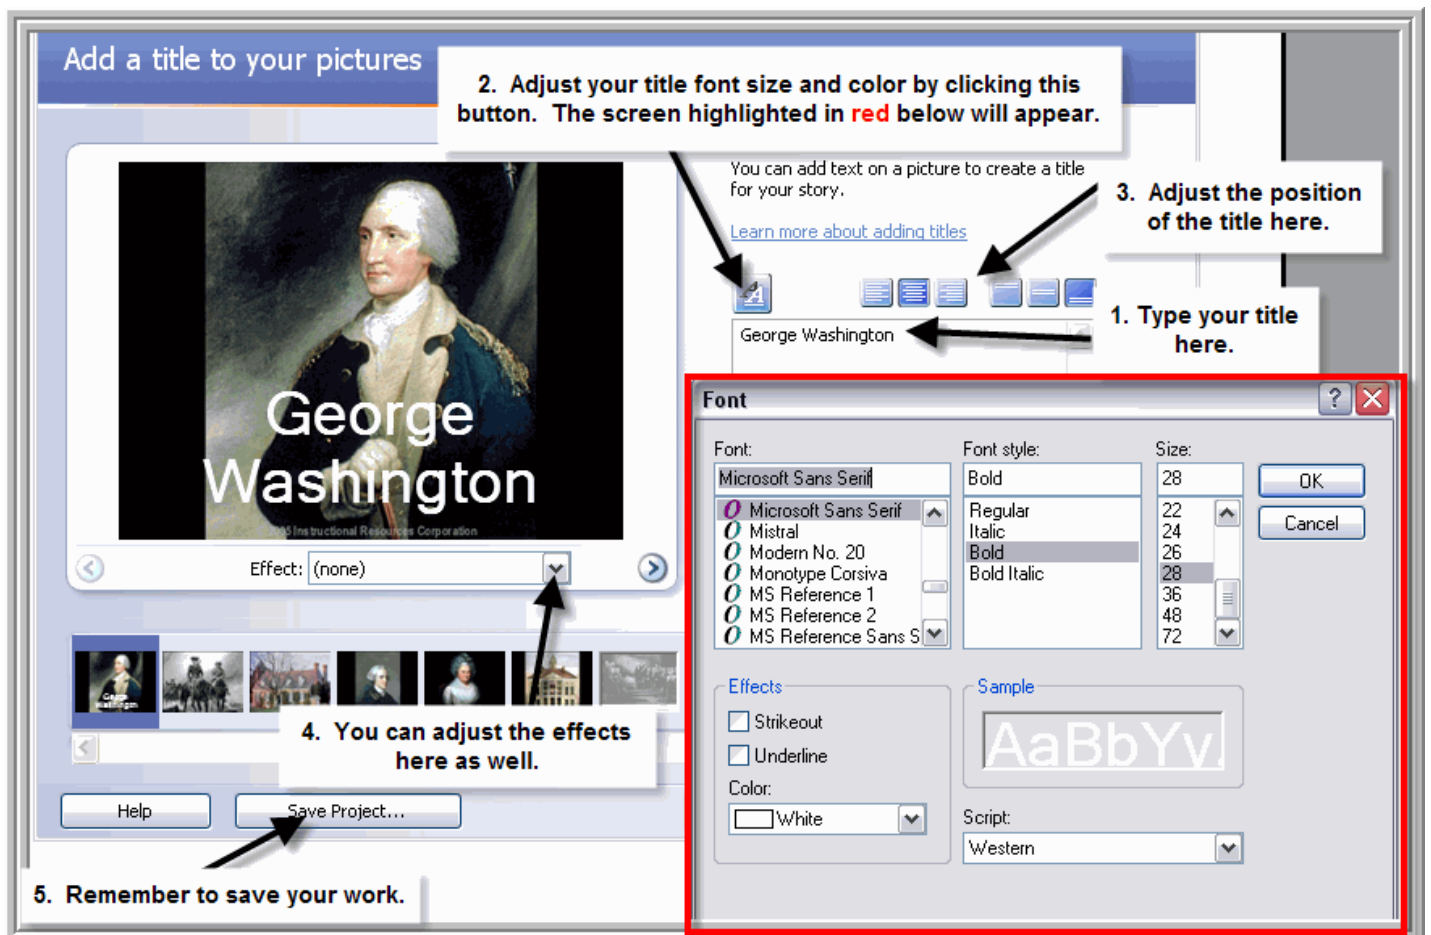 Add a title to your pictures
2. Adjust your title font size and color by clicking this
button. The screen highlighted in red below will appear.
You can add text on a picture to create a title
for your story.
Learn more about adding titles
3. Adjust the position
of the title here.
A
George Washington
1. Type your title
here.
George
Washington
2005 Instructional Resources Corporation
Effect: (none)
George
Washington
4. You can adjust the effects
here as well.
Help
Save Project...
5. Remember to save your work.
Font
?
Font:
Font style:
Size:
Microsoft Sans Serif
Bold
28
OK
Cancel
O Microsoft Sans Serif
O Mistral
O Modern No. 20
O Monotype Corsiva
O MS Reference 1
O MS Reference 2
O MS Reference Sans S
Regular
Italic
Bold
Bold Italic
22
24
26
28
36
48
72
Effects
Strikeout
Underline
Color:
White
Sample
AaBbYy
Script:
Western